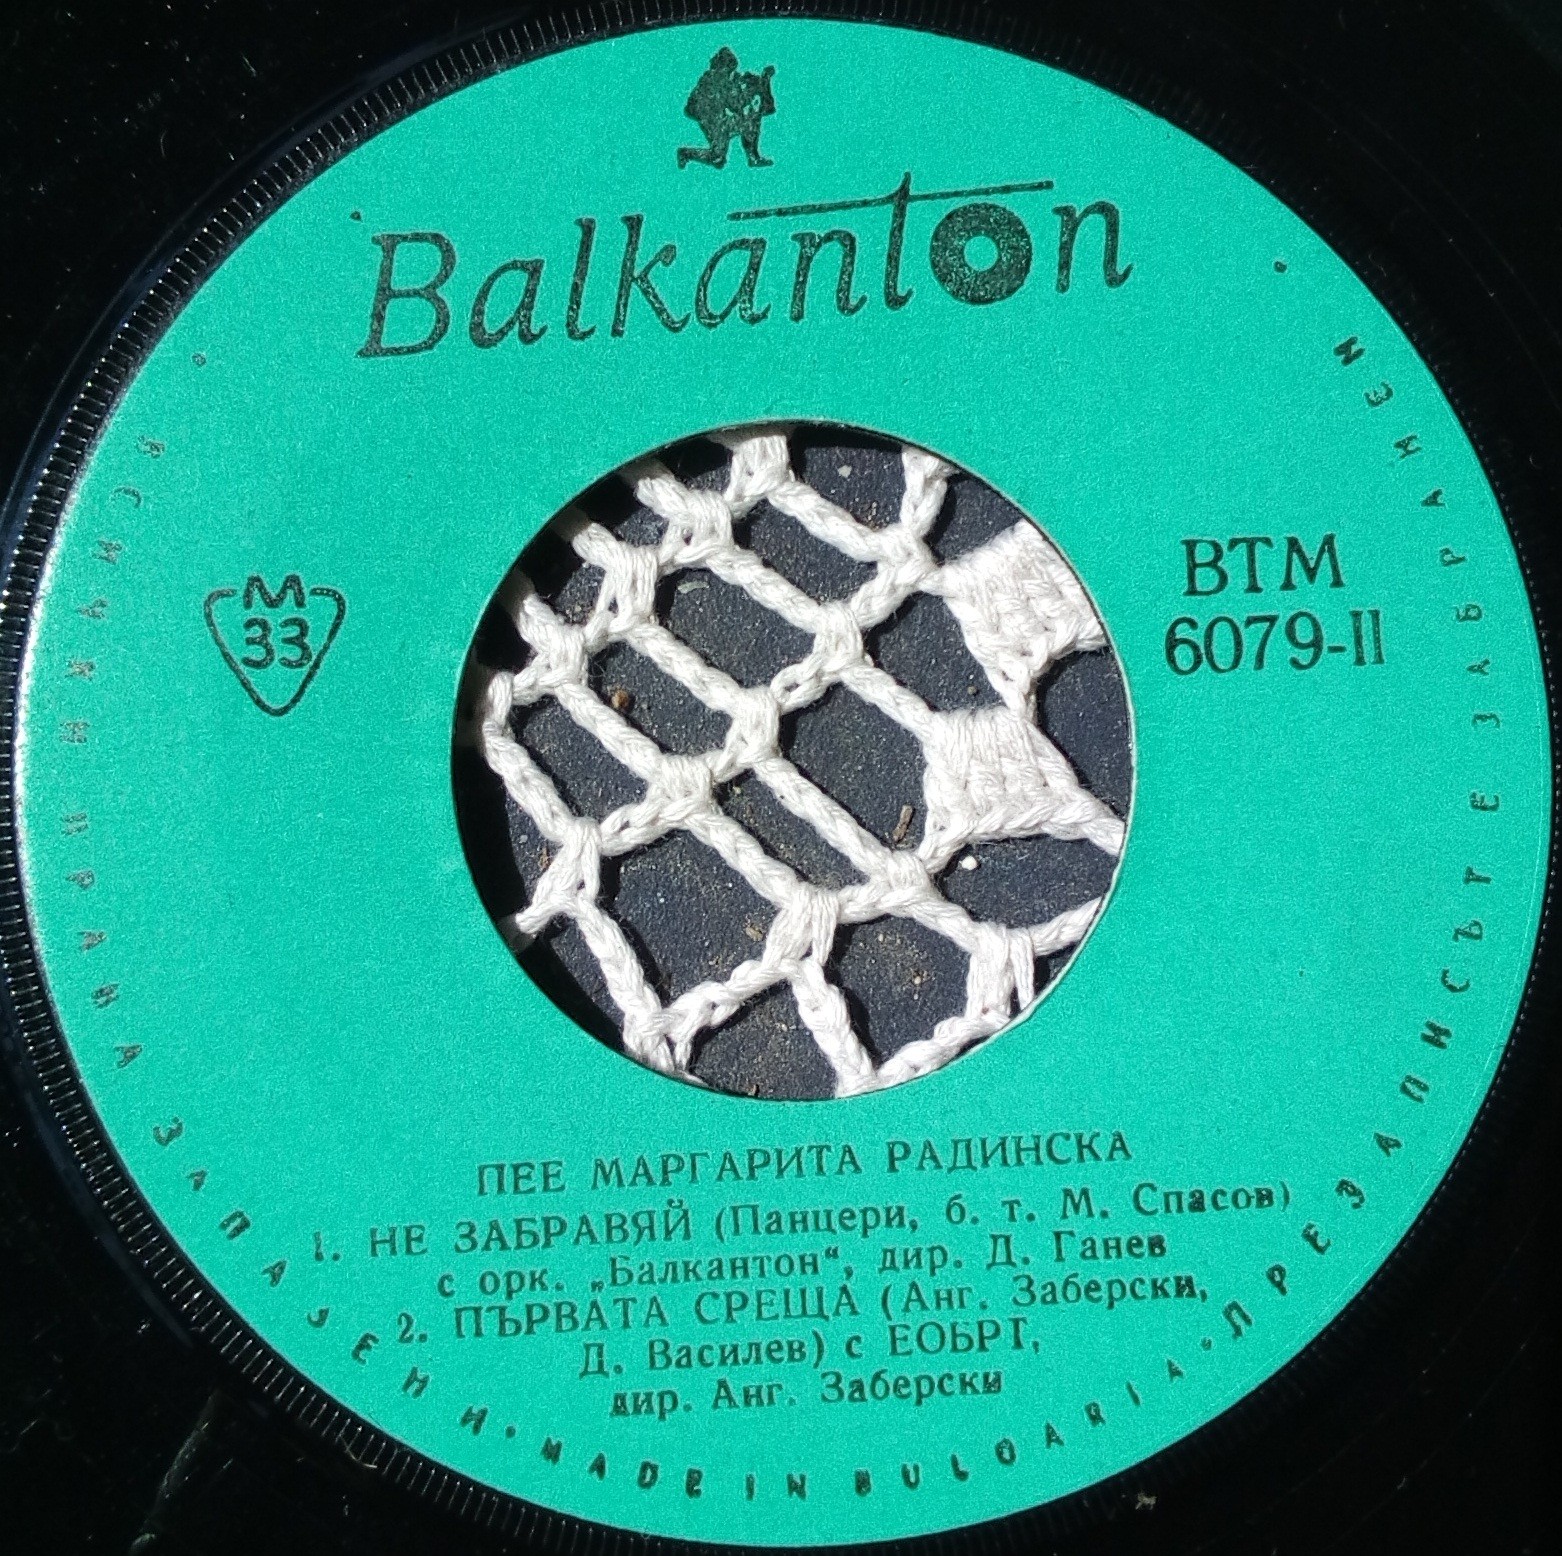 Balkanton
M
33
ВТМ
6079-II
ПЕЕ МАРГАРИТА РАДИНСКА
1. НЕ ЗАБРАВЯЙ (Панцери, б. т. М. Спасов)
с орк. „Балкантон“, дир. Д. Ганев
2. ПЪРВАТА СРЕЩА (Анг. Заберски,
Д. Василев) с ЕОБРТ,
дир. Анг. Заберски
ВСИЧКИ ПРАВА ЗАПАЗЕНИ · MADE IN BULGARIA · ПРЕЗАПИСЪТ Е ЗАБРАНЕН